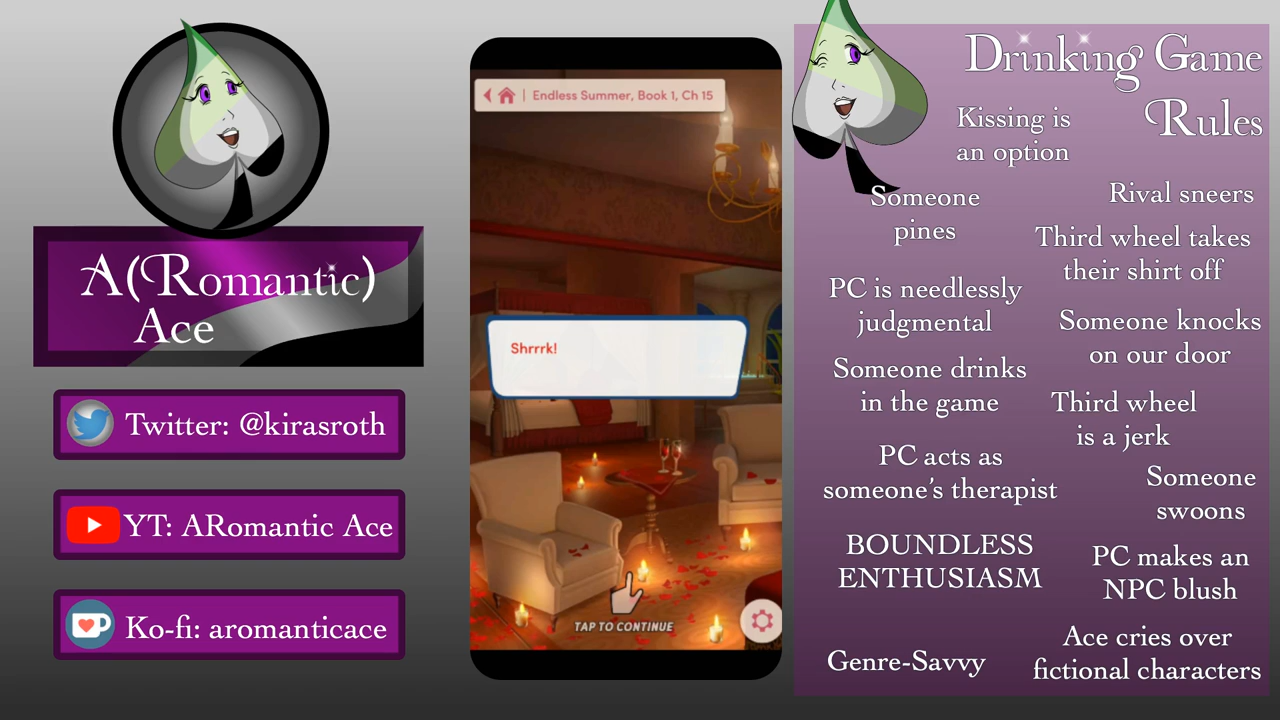 A(Romantic)
Ace
Twitter: @kirasroth
YT: ARomantic Ace
Ko-fi: aromanticace
Endless Summer, Book 1, Ch 15
Shrrrk!
TAP TO CONTINUE
Drinking Game
Rules
Kissing is
an option
Someone
pines
Rival sneers
Third wheel takes
their shirt off
PC is needlessly
judgmental
Someone knocks
on our door
Someone drinks
in the game
Third wheel
is a jerk
PC acts as
someone's therapist
Someone
swoons
BOUNDLESS
ENTHUSIASM
PC makes an
NPC blush
Genre-Savvy
Ace cries over
fictional characters